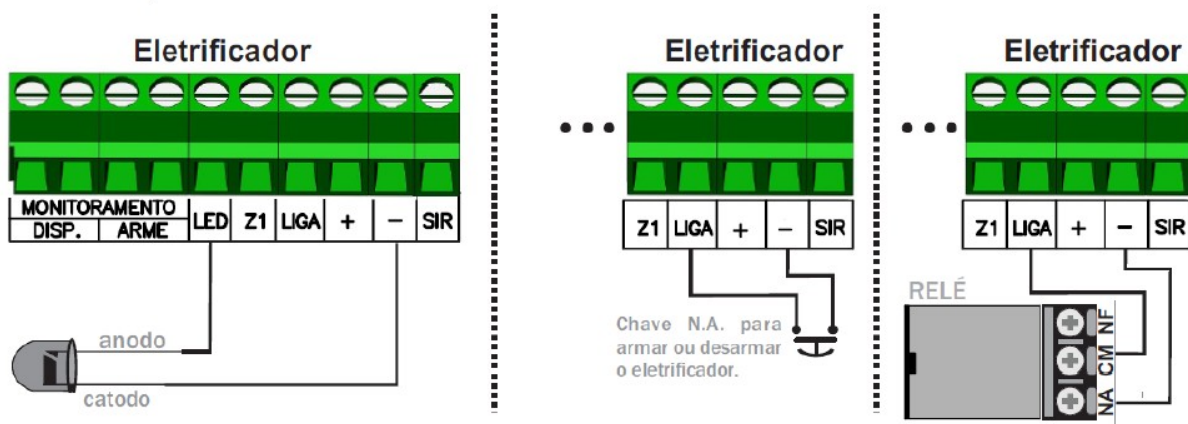 Eletrificador
MONITORAMENTO
DISP. ARME LED Z1 LIGA + − SIR
anodo
catodo
Eletrificador
Z1 LIGA + − SIR
Chave N.A. para
armar ou desarmar
o eletrificador.
Eletrificador
Z1 LIGA + − SIR
RELÉ
NF
CM
NA